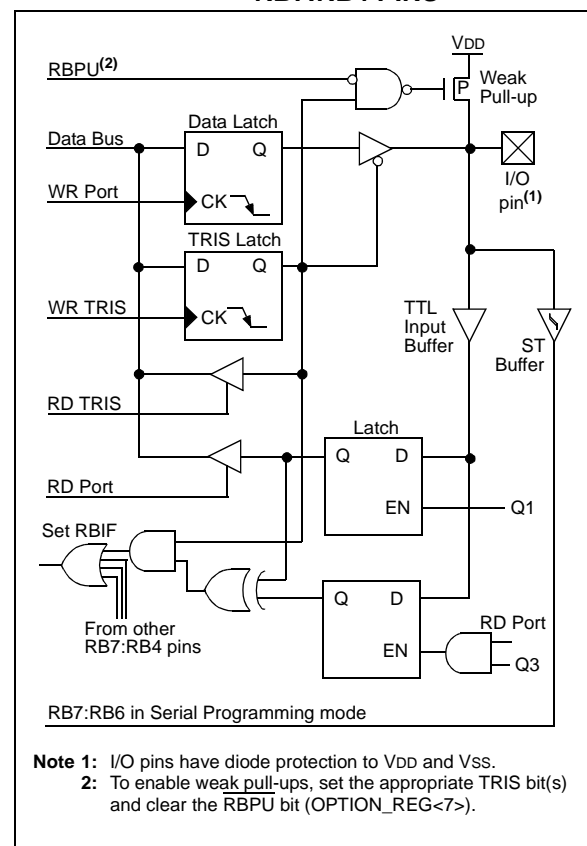 VDD
RBPU(2)
P
Weak
Pull-up
Data Latch
Data Bus
D
Q
WR Port
CK
I/O
pin(1)
TRIS Latch
D
Q
WR TRIS
CK
TTL
Input
Buffer
ST
Buffer
RD TRIS
Latch
Q
D
RD Port
EN
Q1
Set RBIF
Q
D
RD Port
From other
RB7:RB4 pins
EN
Q3
RB7:RB6 in Serial Programming mode
Note 1: I/O pins have diode protection to VDD and VSS.
2: To enable weak pull-ups, set the appropriate TRIS bit(s)
and clear the RBPU bit (OPTION_REG<7>).